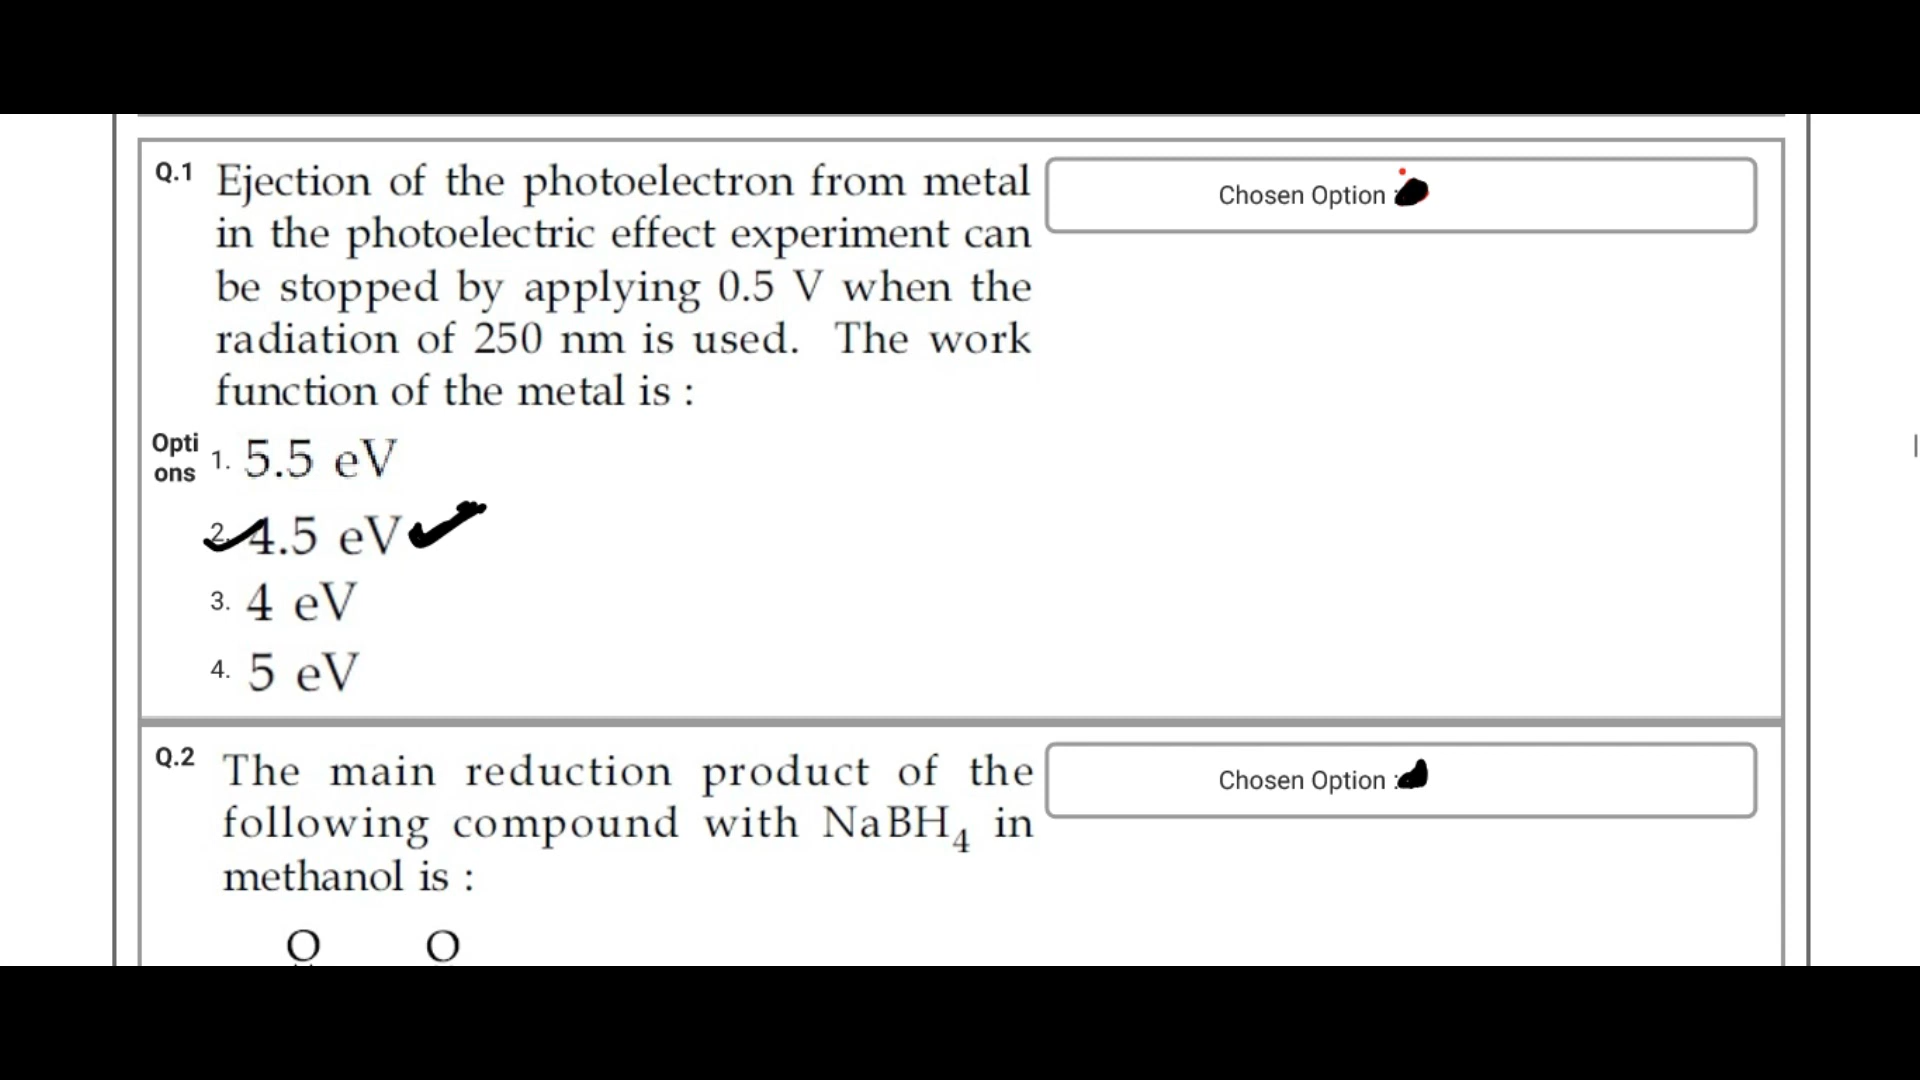 Q.1 Ejection of the photoelectron from metal
in the photoelectric effect experiment can
be stopped by applying 0.5 V when the
radiation of 250 nm is used. The work
function of the metal is :
Chosen Option :
Opti
ons
1. 5.5 eV
2. 4.5 eV
3. 4 eV
4. 5 eV
Q.2 The main reduction product of the
following compound with NaBH₄ in
methanol is :
Chosen Option :
O O